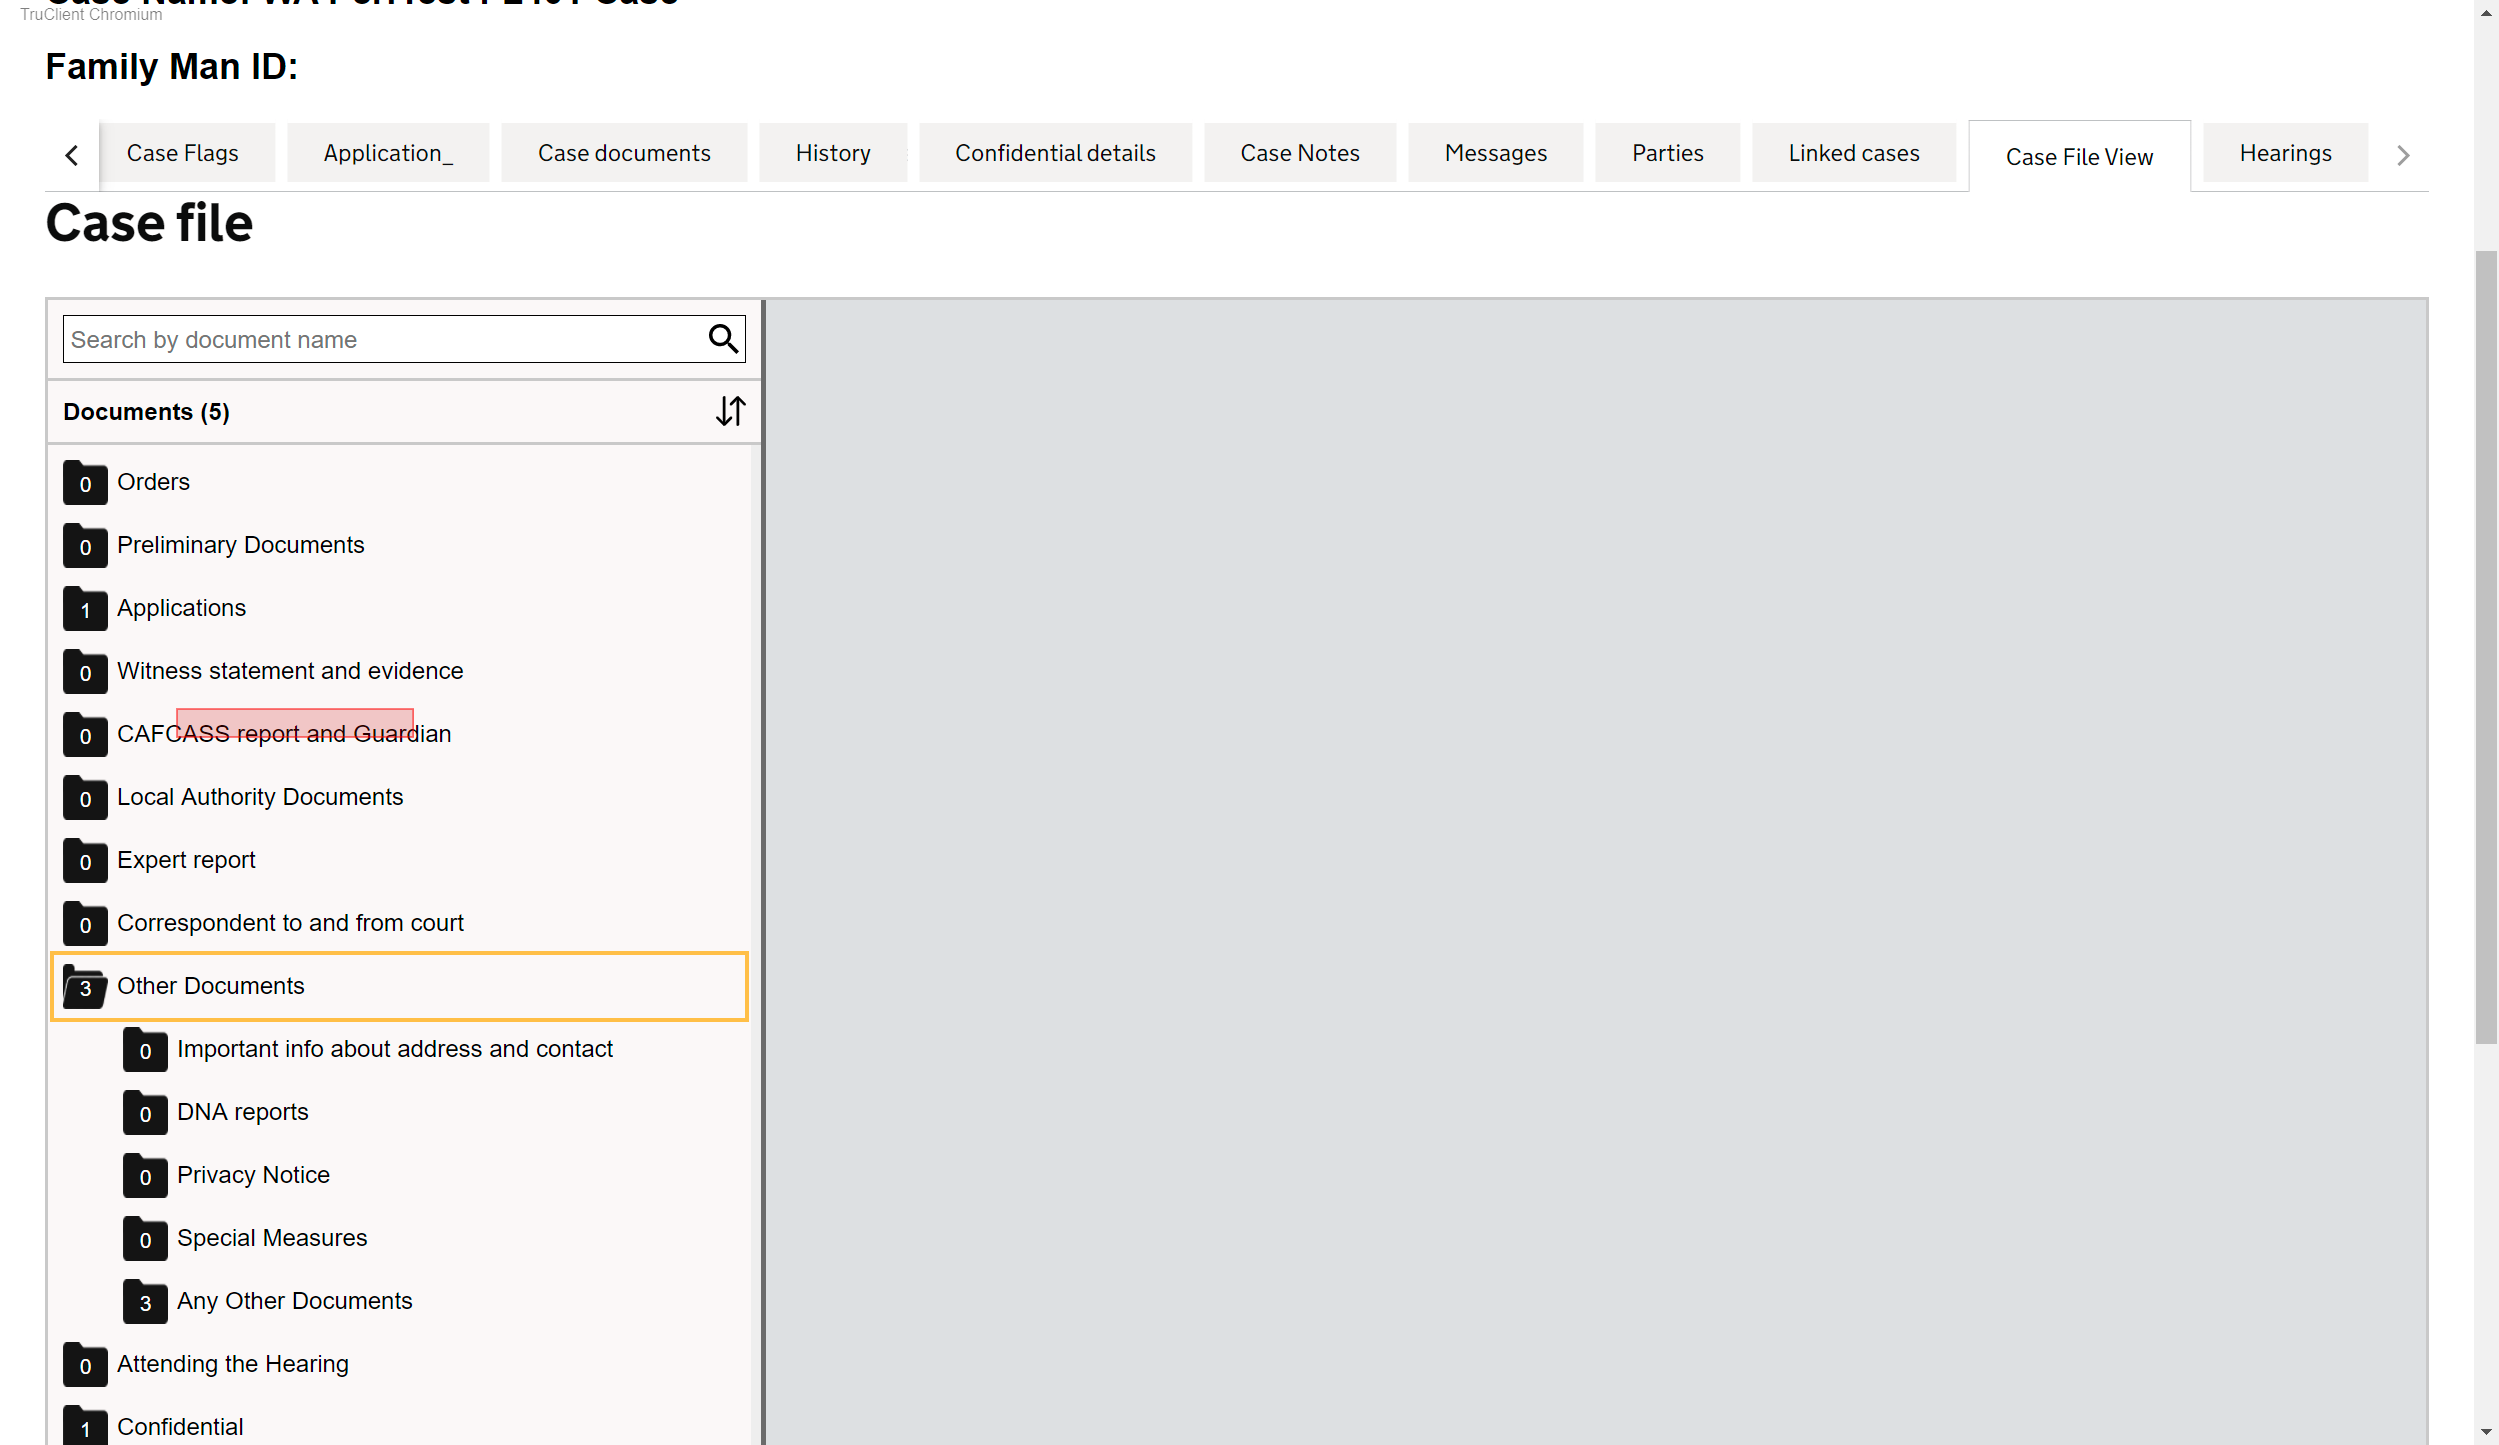 TruClient Chromium
Family Man ID:
Case Flags
Application_
Case documents
History
Confidential details
Case Notes
Messages
Parties
Linked cases
Case File View
Hearings
Case file
Search by document name
Documents (5)
0 Orders
0 Preliminary Documents
1 Applications
0 Witness statement and evidence
0 CAFCASS report and Guardian
0 Local Authority Documents
0 Expert report
0 Correspondent to and from court
3 Other Documents
0 Important info about address and contact
0 DNA reports
0 Privacy Notice
0 Special Measures
3 Any Other Documents
0 Attending the Hearing
1 Confidential